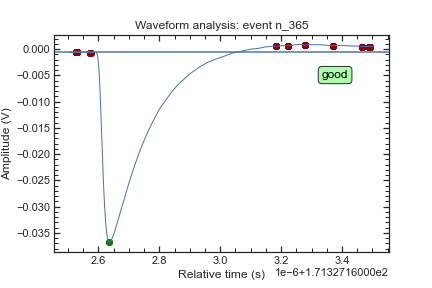 Waveform analysis: event n_365
Amplitude (V)
0.000
−0.005
−0.010
−0.015
−0.020
−0.025
−0.030
−0.035
good
2.6 2.8 3.0 3.2 3.4
Relative time (s) 1e−6+1.7132716000e2